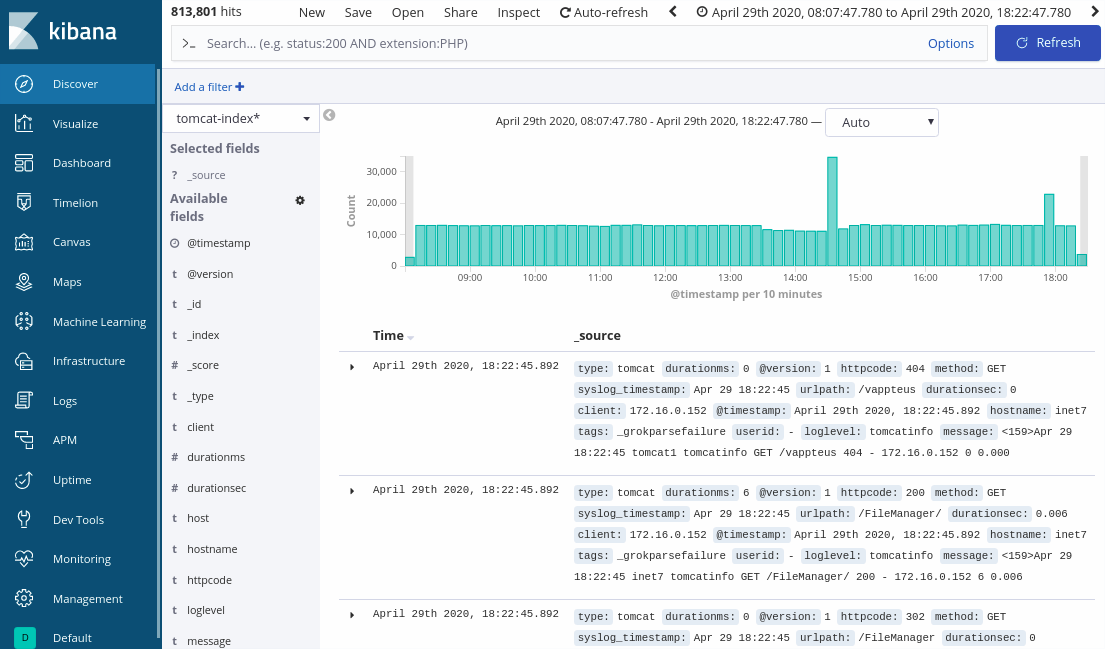 kibana
Discover
Visualize
Dashboard
Timelion
Canvas
Maps
Machine Learning
Infrastructure
Logs
APM
Uptime
Dev Tools
Monitoring
Management
D Default
813,801 hits
New Save Open Share Inspect Auto-refresh April 29th 2020, 08:07:47.780 to April 29th 2020, 18:22:47.780
>_ Search... (e.g. status:200 AND extension:PHP) Options Refresh
Add a filter
tomcat-index*
Selected fields
? _source
Available
fields
@timestamp
t @version
t _id
t _index
# _score
t _type
t client
# durationms
# durationsec
t host
t hostname
t httpcode
t loglevel
t message
April 29th 2020, 08:07:47.780 - April 29th 2020, 18:22:47.780 — Auto
Count
30,000
20,000
10,000
0
09:00 10:00 11:00 12:00 13:00 14:00 15:00 16:00 17:00 18:00
@timestamp per 10 minutes
Time _source
April 29th 2020, 18:22:45.892 type: tomcat durationms: 0 @version: 1 httpcode: 404 method: GET
syslog_timestamp: Apr 29 18:22:45 urlpath: /vappteus durationsec: 0
client: 172.16.0.152 @timestamp: April 29th 2020, 18:22:45.892 hostname: inet7
tags: _grokparsefailure userid: - loglevel: tomcatinfo message: <159>Apr 29
18:22:45 tomcat1 tomcatinfo GET /vappteus 404 - 172.16.0.152 0 0.000
April 29th 2020, 18:22:45.892 type: tomcat durationms: 6 @version: 1 httpcode: 200 method: GET
syslog_timestamp: Apr 29 18:22:45 urlpath: /FileManager/ durationsec: 0.006
client: 172.16.0.152 @timestamp: April 29th 2020, 18:22:45.892 hostname: inet7
tags: _grokparsefailure userid: - loglevel: tomcatinfo message: <159>Apr 29
18:22:45 inet7 tomcatinfo GET /FileManager/ 200 - 172.16.0.152 6 0.006
April 29th 2020, 18:22:45.892 type: tomcat durationms: 0 @version: 1 httpcode: 302 method: GET
syslog_timestamp: Apr 29 18:22:45 urlpath: /FileManager durationsec: 0